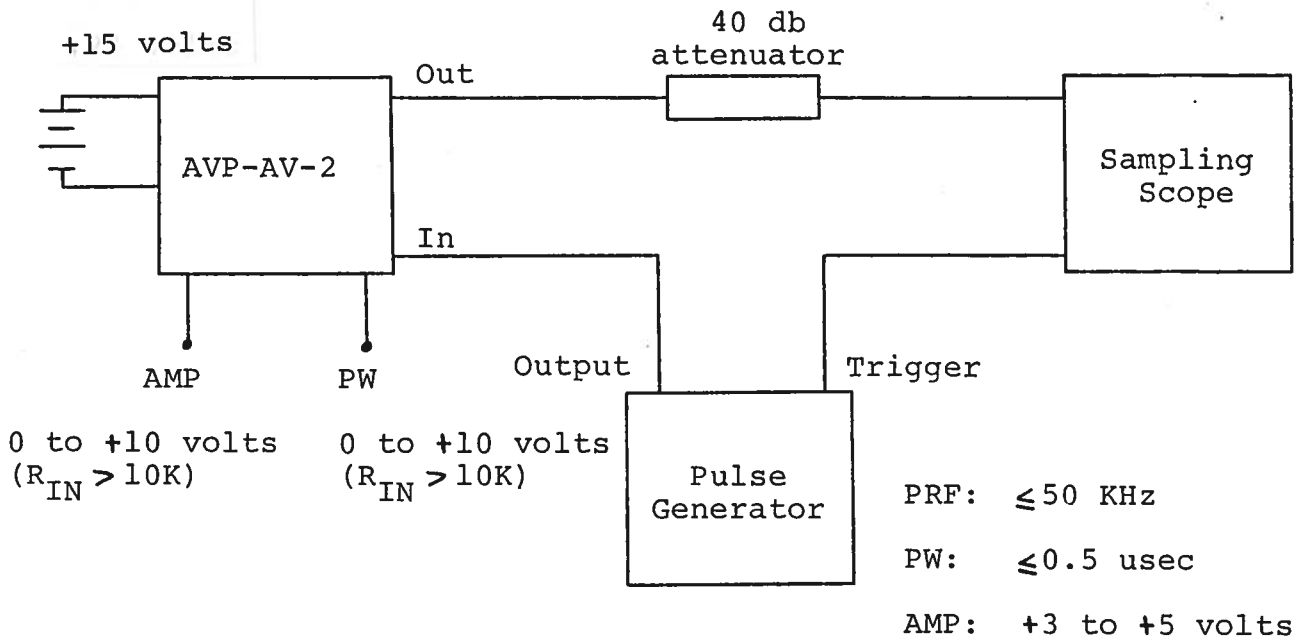 +15 volts
40 db
attenuator
Out
AVP-AV-2
Sampling
Scope
In
AMP
PW
Output
Trigger
0 to +10 volts
(R_IN > 10K)
0 to +10 volts
(R_IN > 10K)
Pulse
Generator
PRF: ≦50 KHz
PW: ≦0.5 usec
AMP: +3 to +5 volts